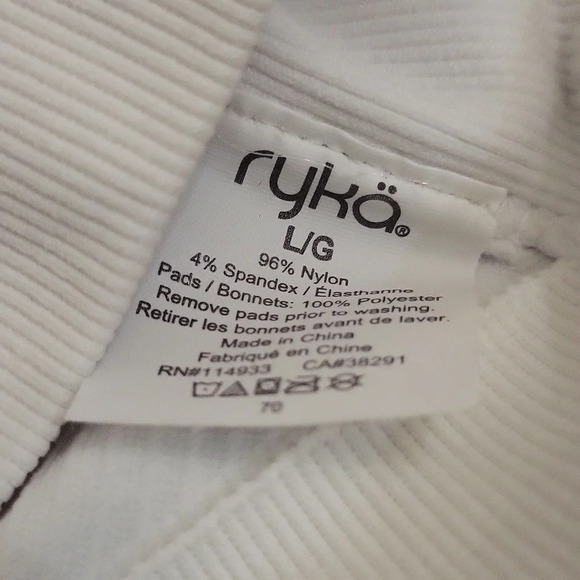 rykä®
L/G
96% Nylon
4% Spandex / Élasthanne
Pads / Bonnets: 100% Polyester
Remove pads prior to washing.
Retirer les bonnets avant de laver.
Made in China
Fabriqué en Chine
RN#114933 CA#38291
70